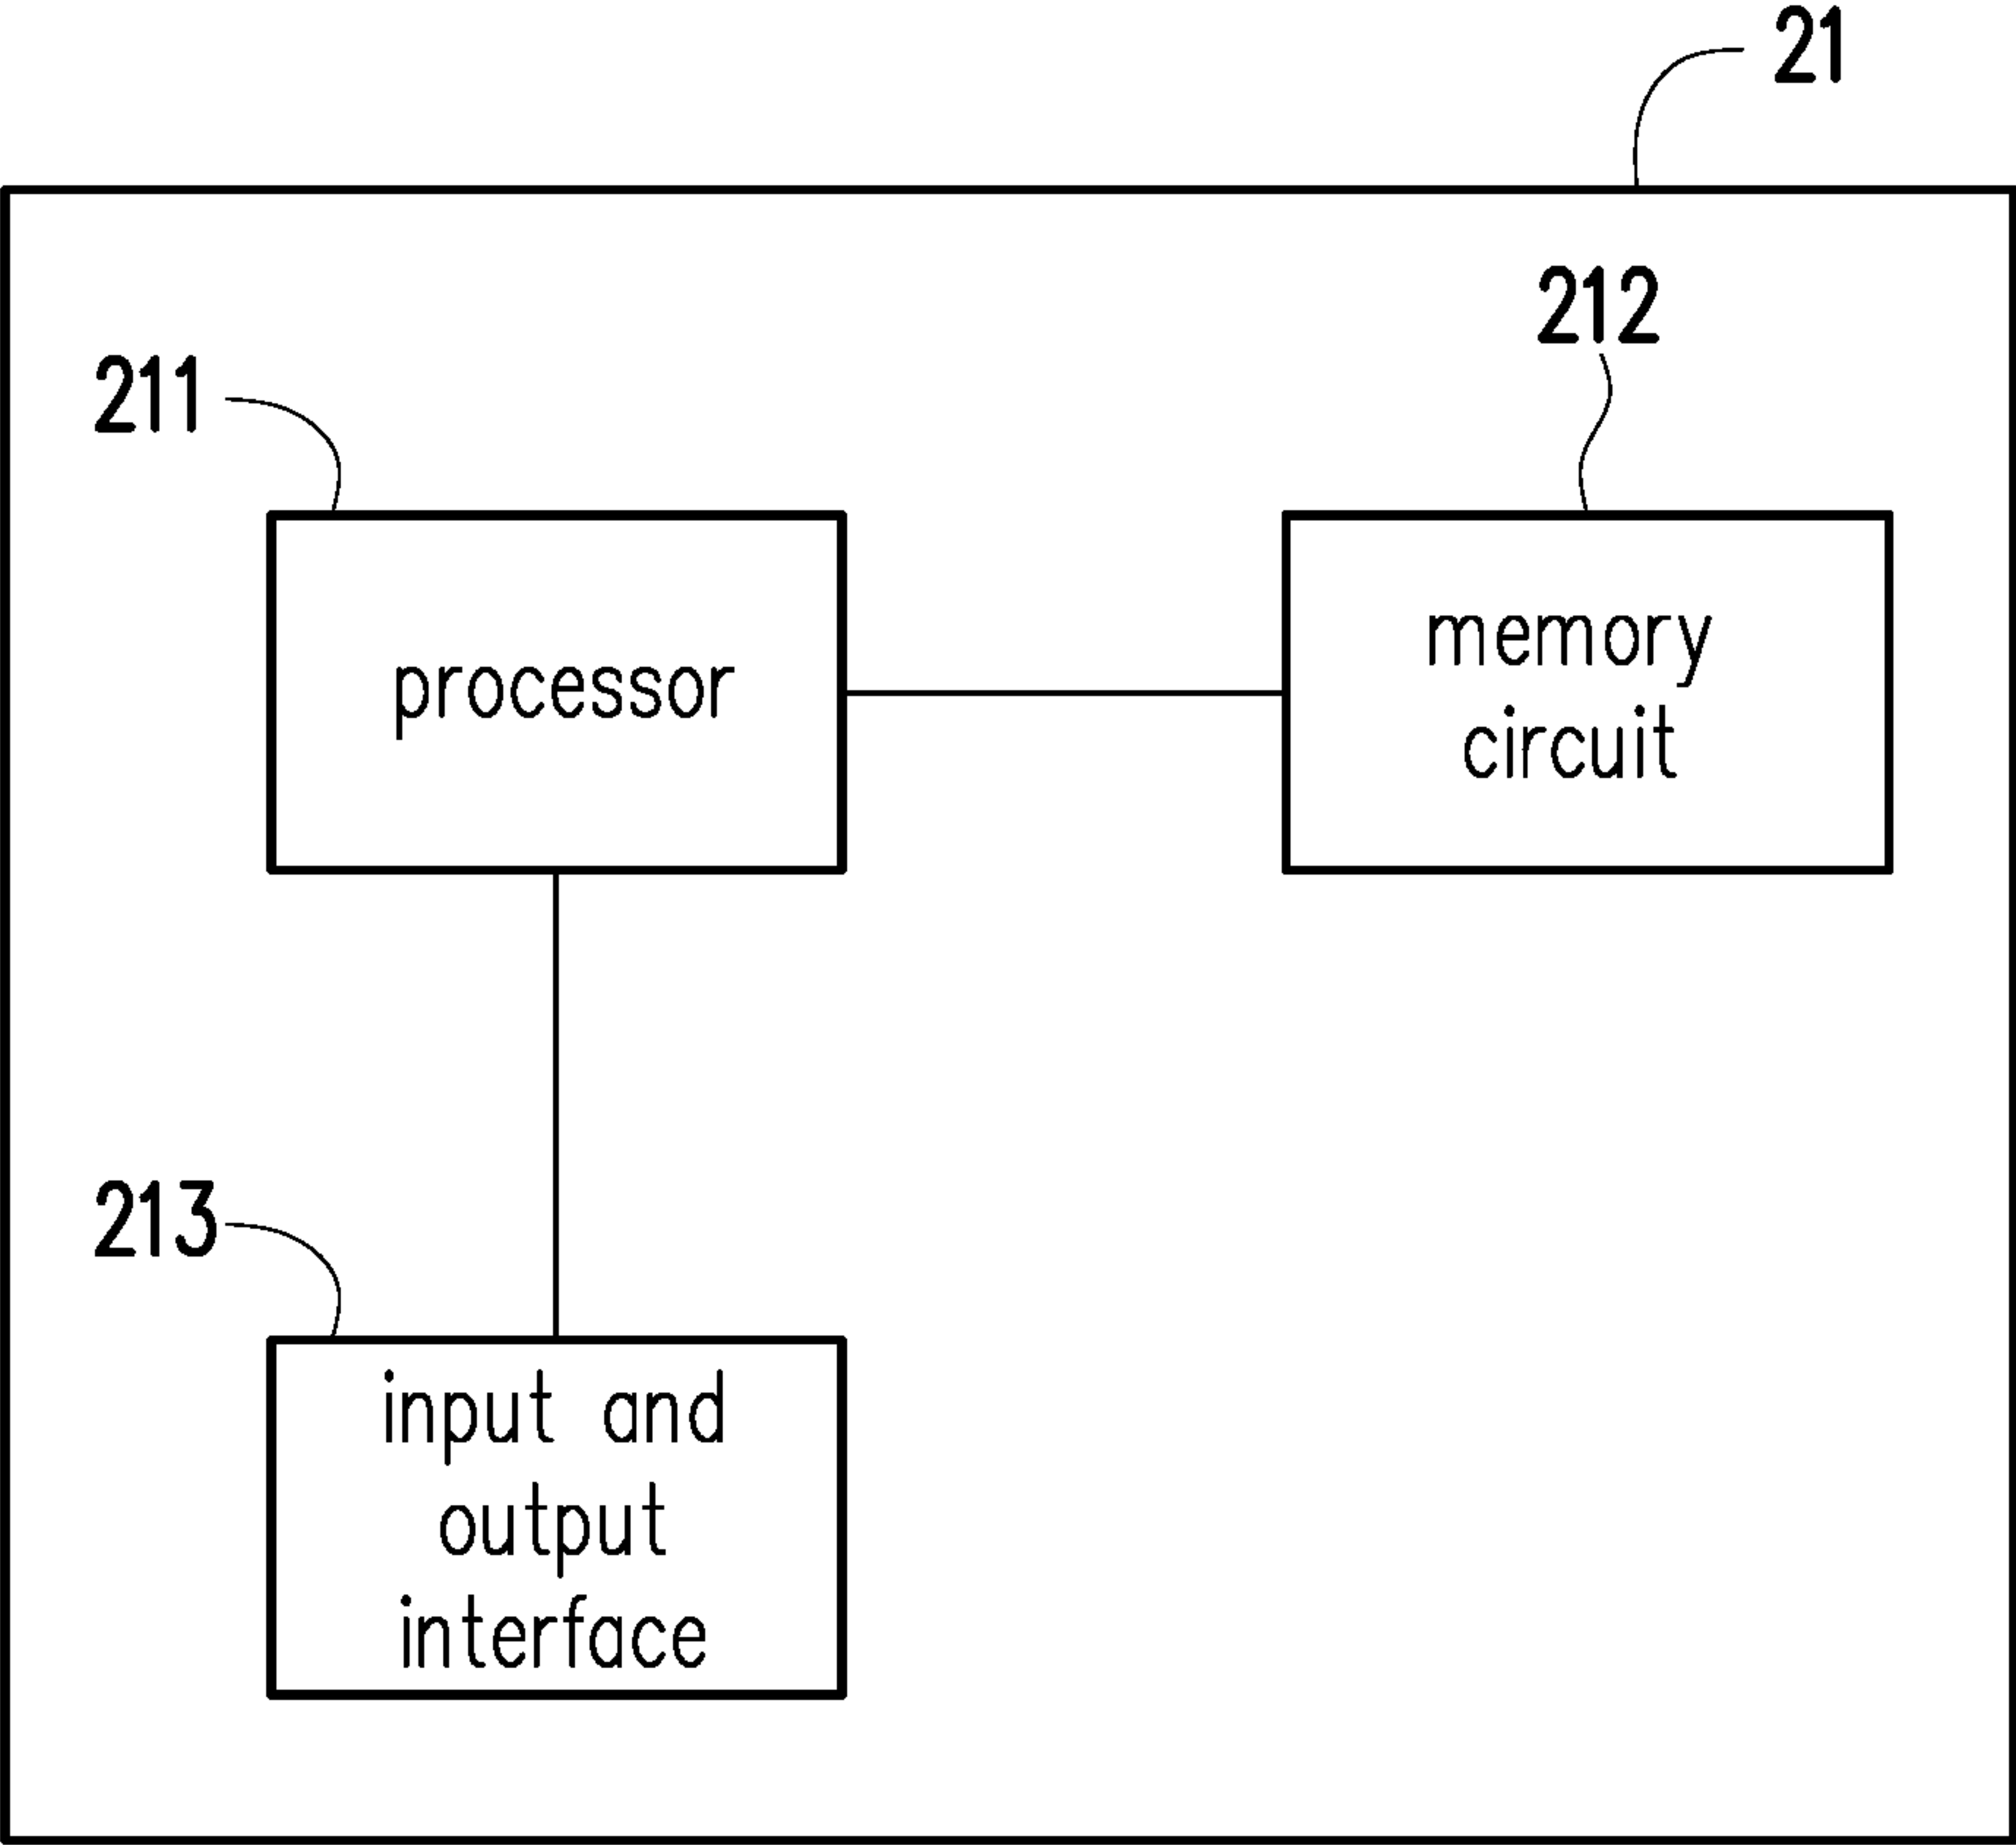 21
212
211
processor
memory
circuit
213
input and
output
interface